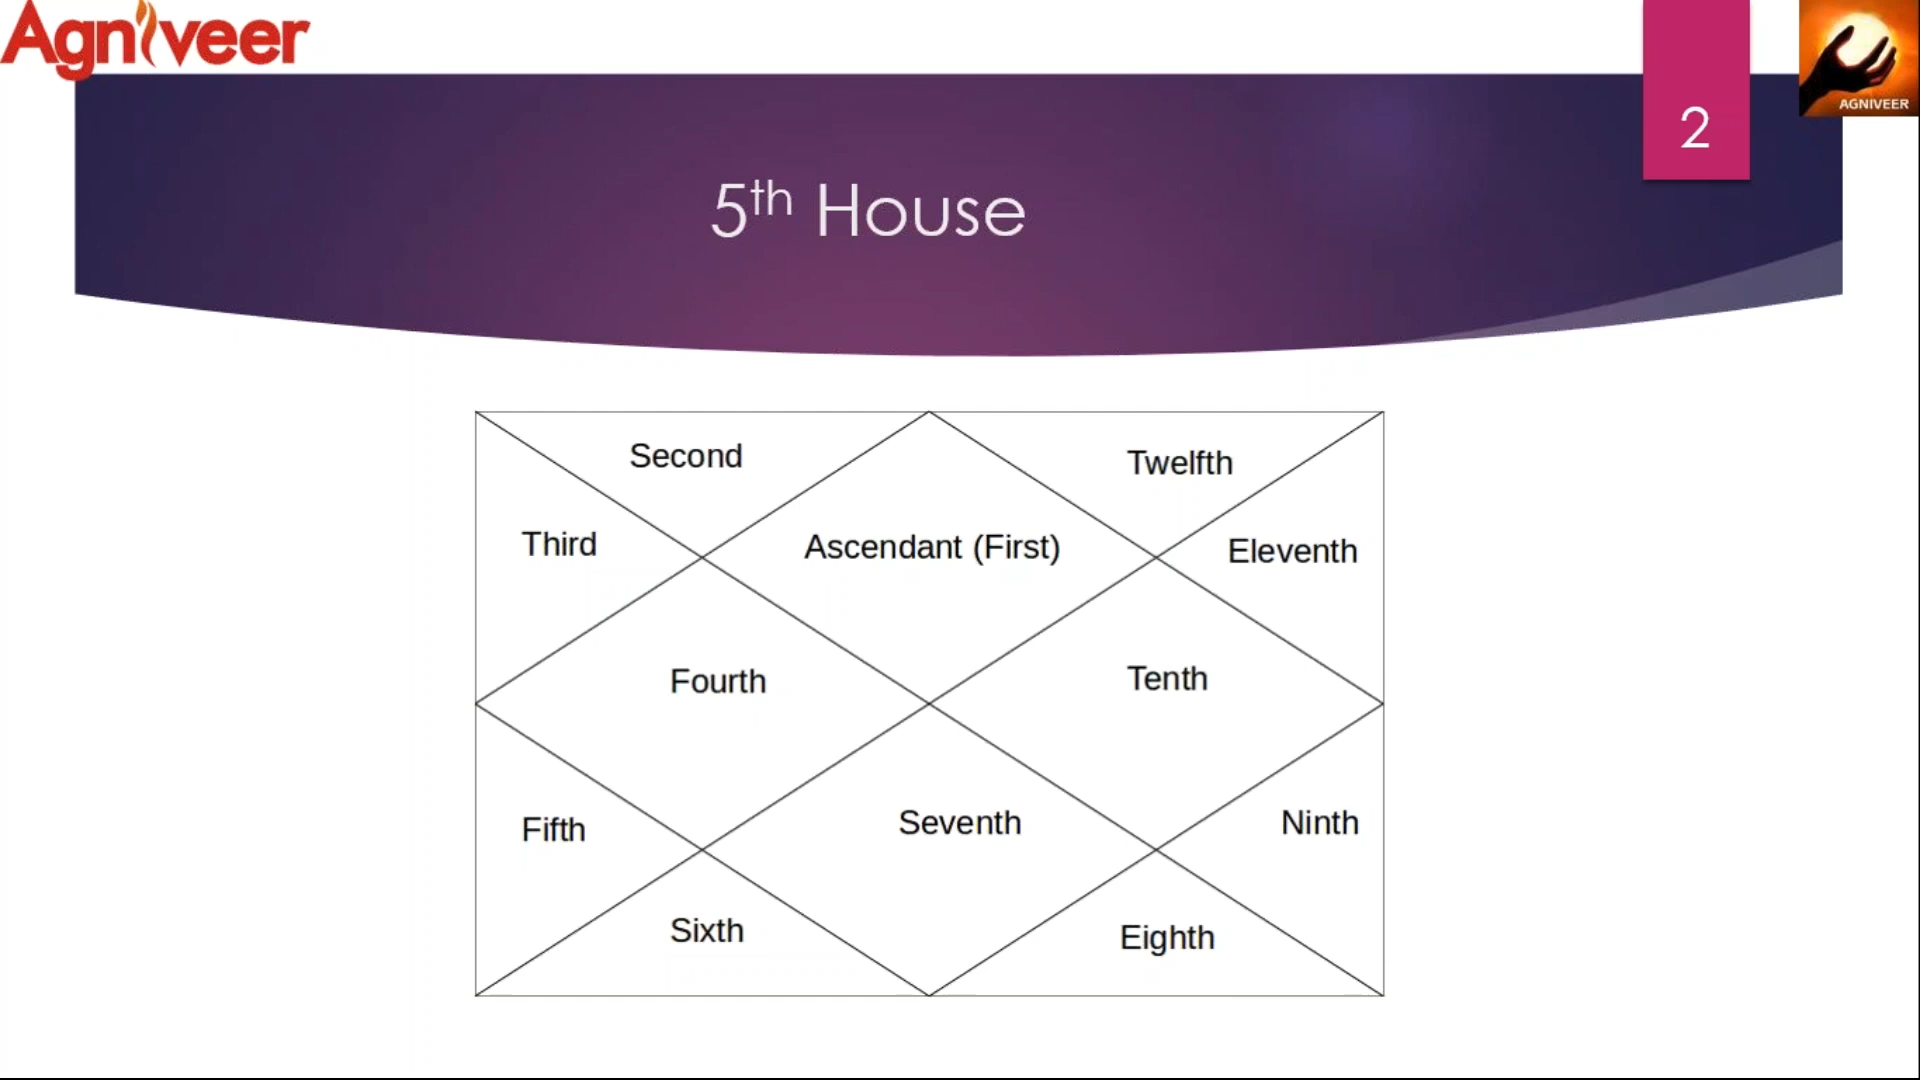 Agniveer
AGNIVEER
2
5th House
Second
Twelfth
Third
Ascendant (First)
Eleventh
Fourth
Tenth
Fifth
Seventh
Ninth
Sixth
Eighth